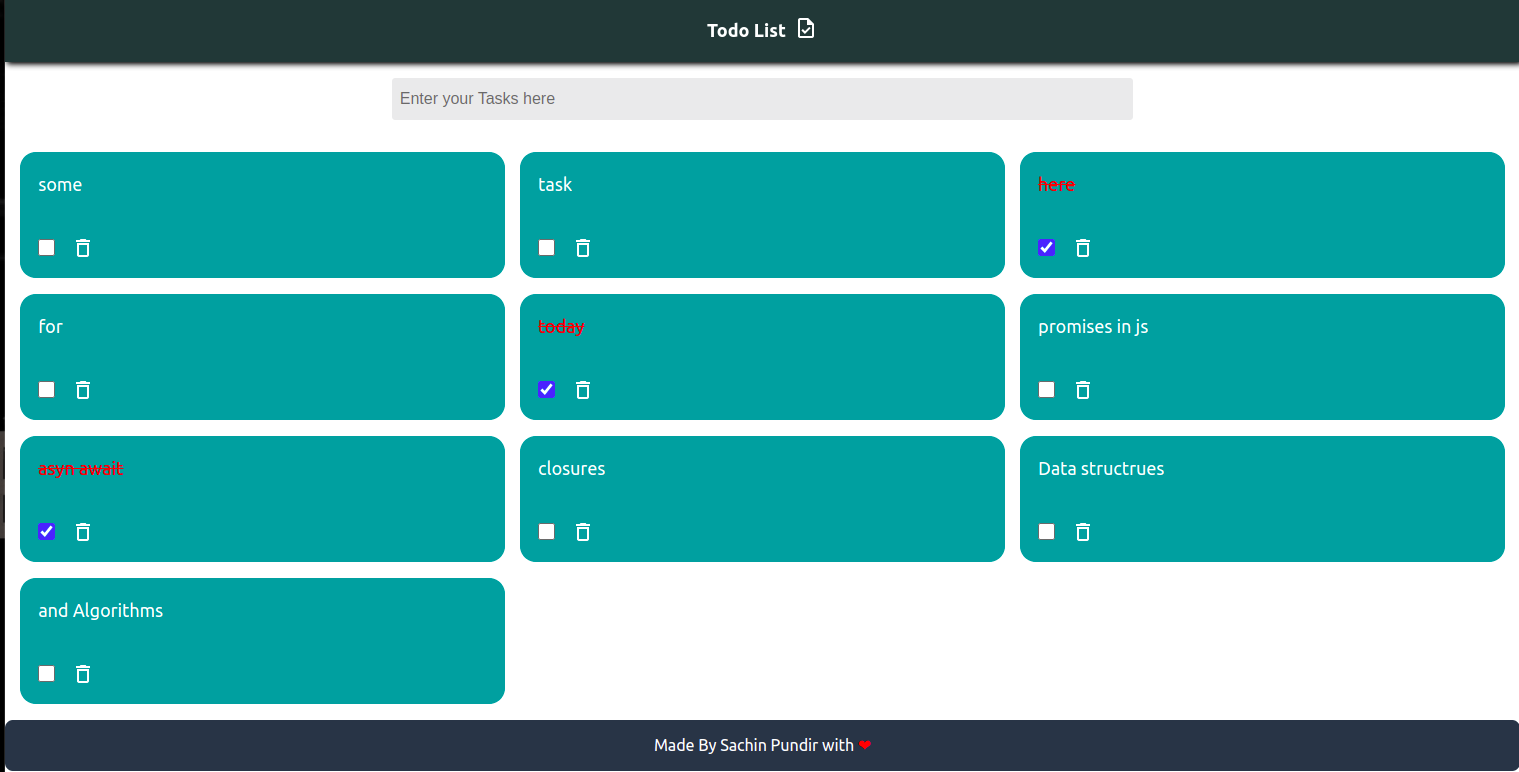 Todo List
Enter your Tasks here
some
task
here
for
today
promises in js
asyn await
closures
Data structrues
and Algorithms
Made By Sachin Pundir with ❤